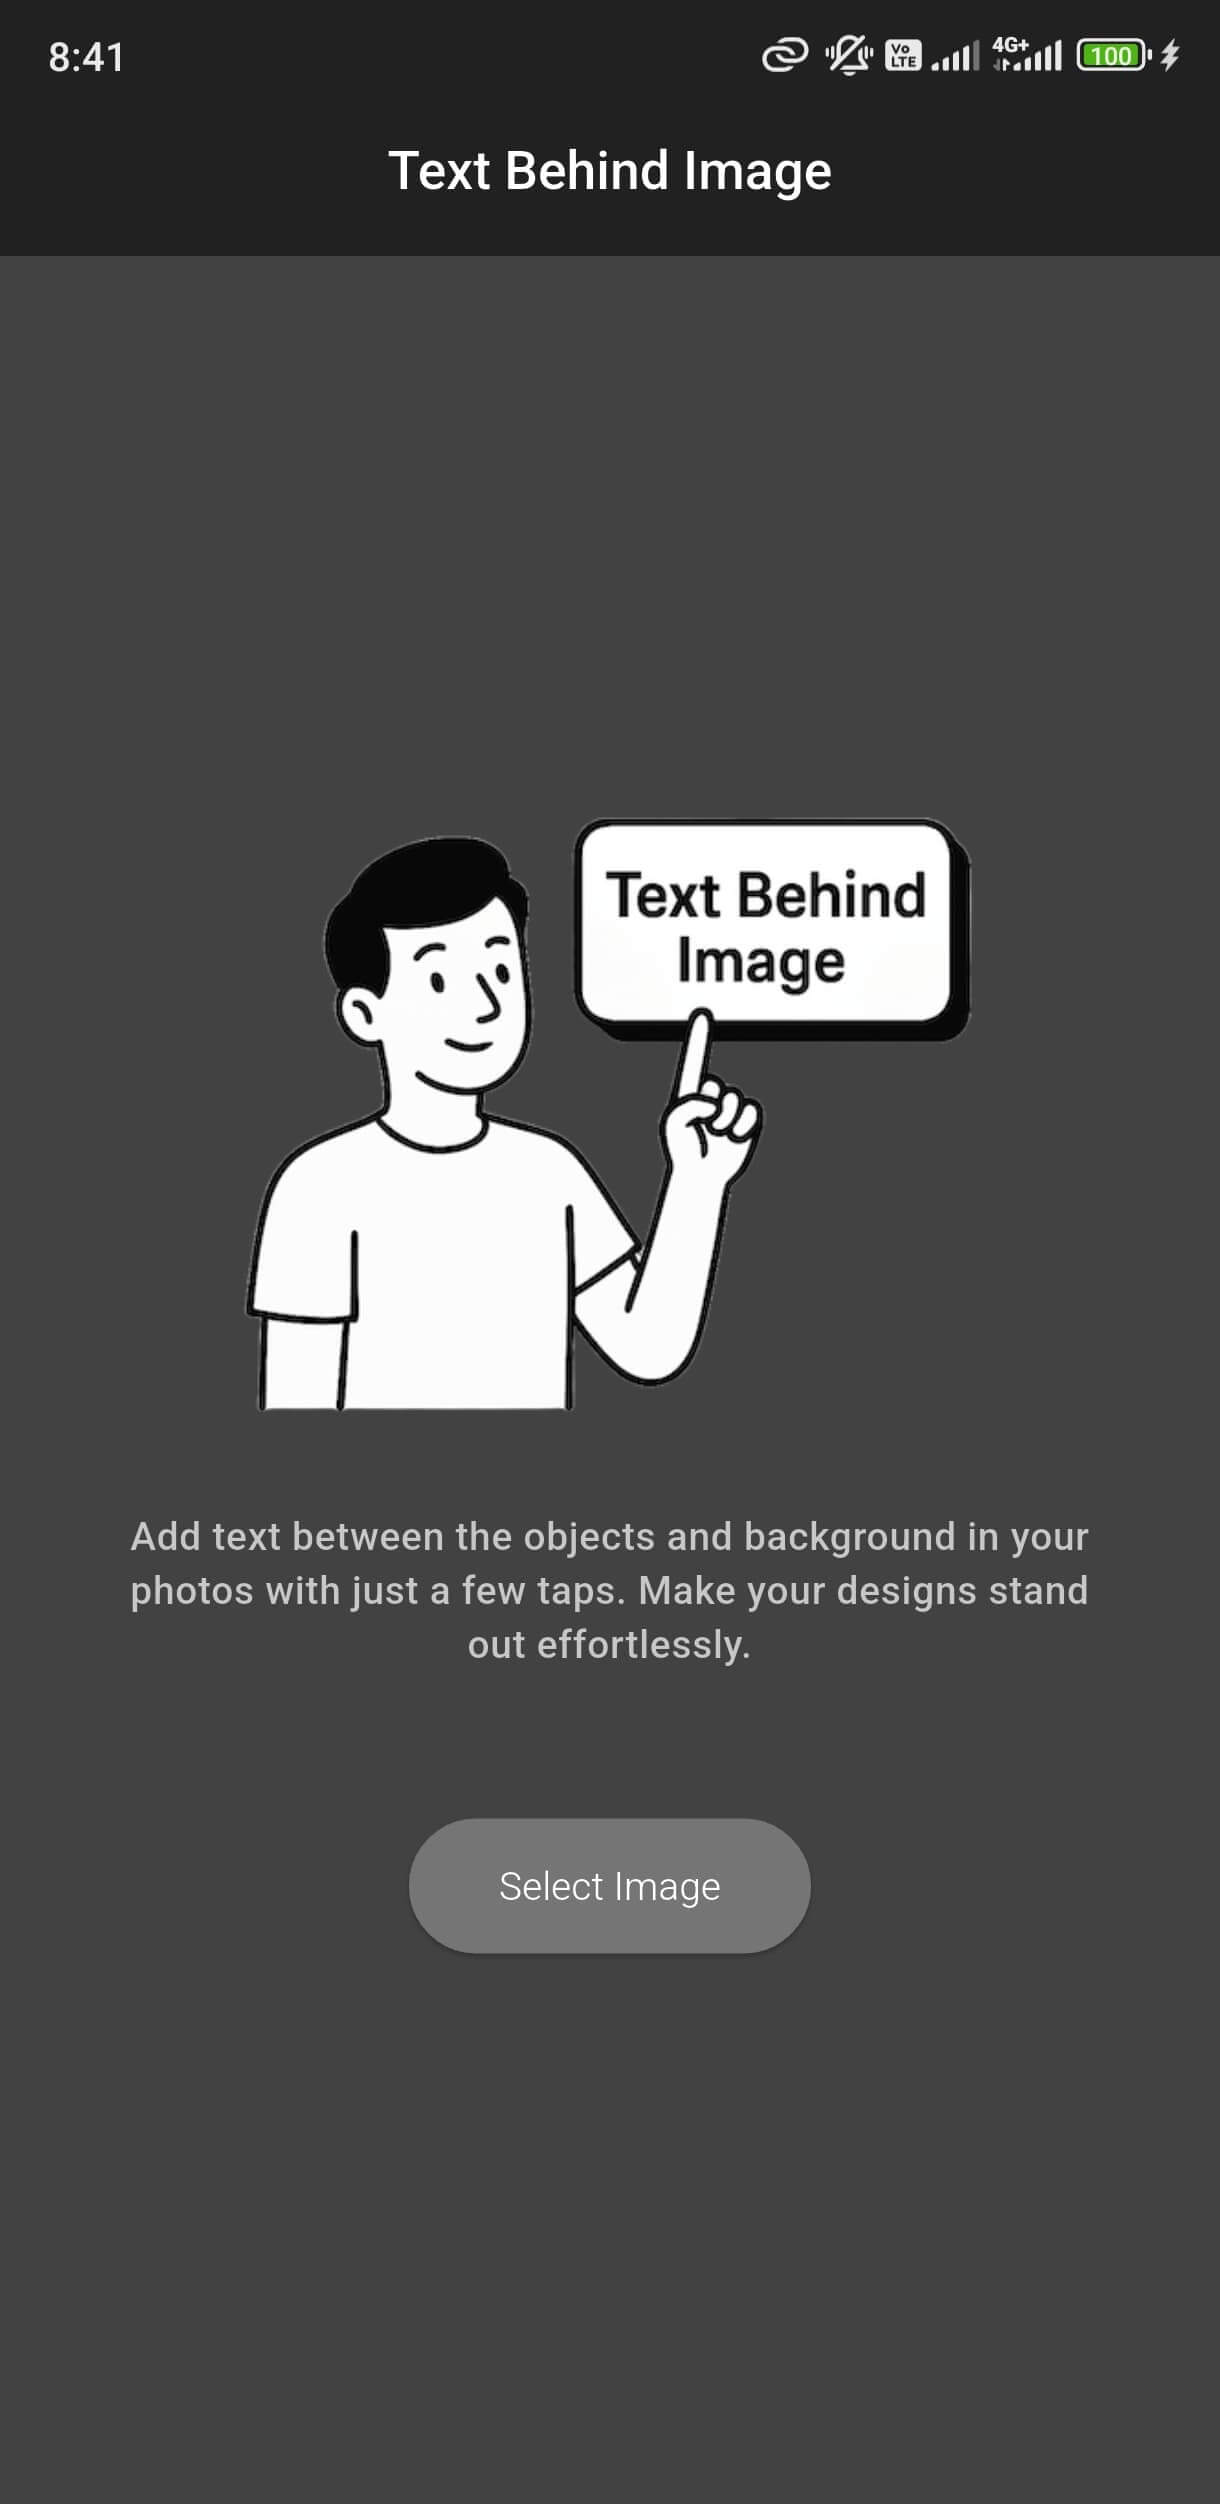 8:41
Vo
LTE
4G+
100
Text Behind Image
Text Behind
Image
Add text between the objects and background in your
photos with just a few taps. Make your designs stand
out effortlessly.
Select Image